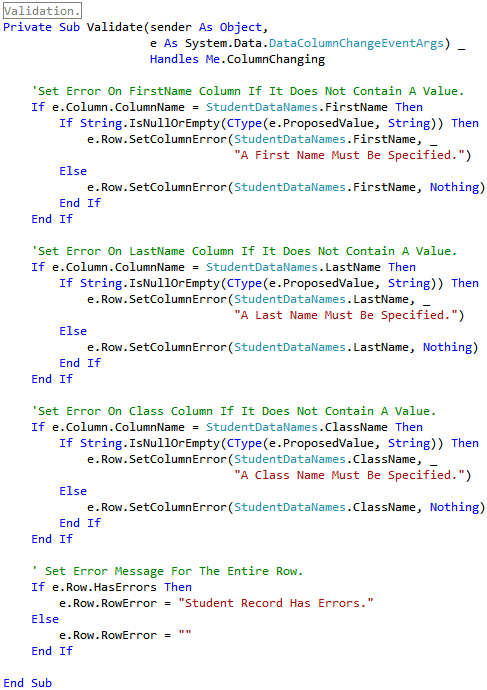 Validation.
Private Sub Validate(sender As Object,
e As System.Data.DataColumnChangeEventArgs) _
Handles Me.ColumnChanging
'Set Error On FirstName Column If It Does Not Contain A Value.
If e.Column.ColumnName = StudentDataNames.FirstName Then
If String.IsNullOrEmpty(CType(e.ProposedValue, String)) Then
e.Row.SetColumnError(StudentDataNames.FirstName, _
"A First Name Must Be Specified.")
Else
e.Row.SetColumnError(StudentDataNames.FirstName, Nothing)
End If
End If
'Set Error On LastName Column If It Does Not Contain A Value.
If e.Column.ColumnName = StudentDataNames.LastName Then
If String.IsNullOrEmpty(CType(e.ProposedValue, String)) Then
e.Row.SetColumnError(StudentDataNames.LastName, _
"A Last Name Must Be Specified.")
Else
e.Row.SetColumnError(StudentDataNames.LastName, Nothing)
End If
End If
'Set Error On Class Column If It Does Not Contain A Value.
If e.Column.ColumnName = StudentDataNames.ClassName Then
If String.IsNullOrEmpty(CType(e.ProposedValue, String)) Then
e.Row.SetColumnError(StudentDataNames.ClassName, _
"A Class Name Must Be Specified.")
Else
e.Row.SetColumnError(StudentDataNames.ClassName, Nothing)
End If
End If
' Set Error Message For The Entire Row.
If e.Row.HasErrors Then
e.Row.RowError = "Student Record Has Errors."
Else
e.Row.RowError = ""
End If
End Sub